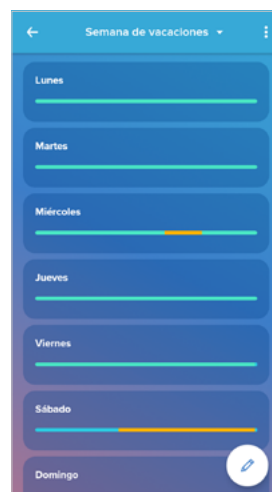 Semana de vacaciones
Lunes
Martes
Miércoles
Jueves
Viernes
Sábado
Domingo